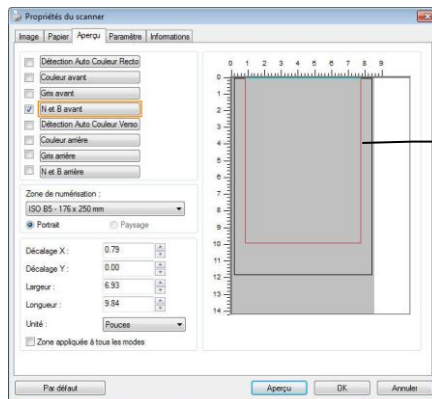 Propriétés du scanner
Image Papier Aperçu Paramètre Informations
Détection Auto Couleur Recto
Couleur avant
Gris avant
N et B avant
Détection Auto Couleur Verso
Couleur arrière
Gris arrière
N et B arrière
Zone de numérisation :
ISO B5 - 176 x 250 mm
Portrait Paysage
Décalage X : 0.79
Décalage Y : 0.00
Largeur : 6.93
Longueur : 9.84
Unité : Pouces
Zone appliquée à tous les modes
0 1 2 3 4 5 6 7 8 9
0
1
2
3
4
5
6
7
8
9
10
11
12
13
14
Par défaut Aperçu OK Annuler